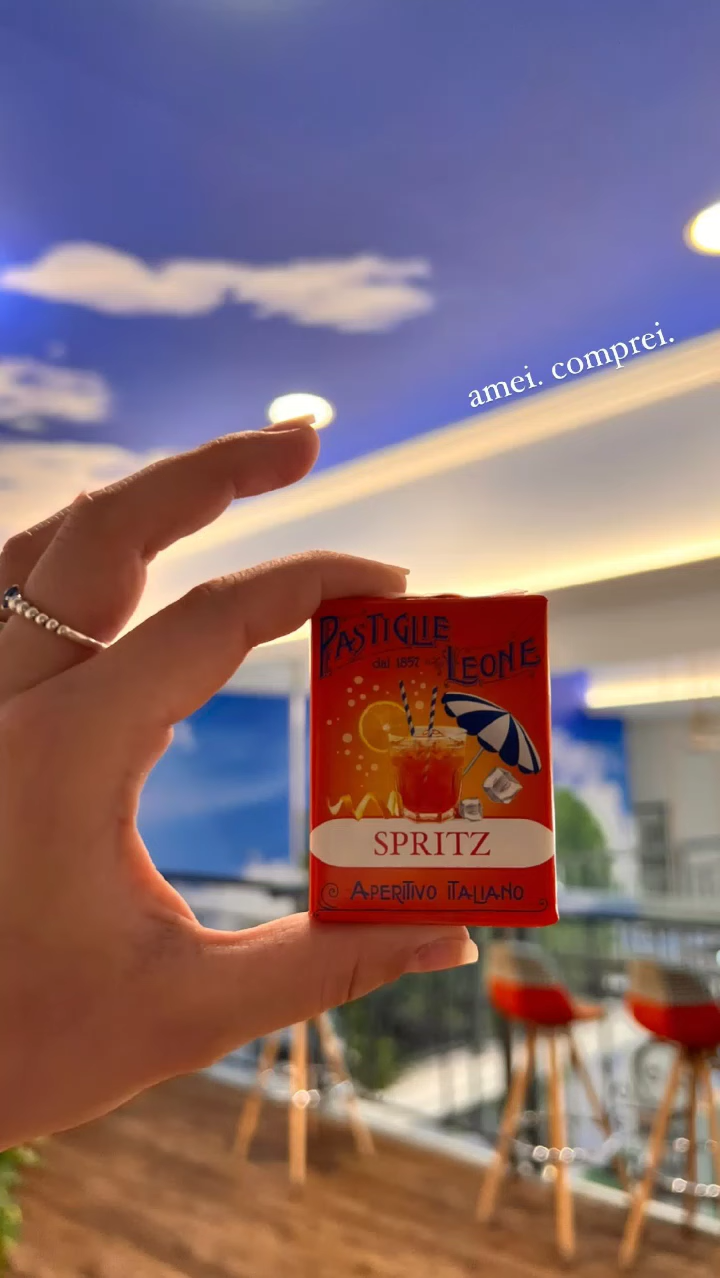 amei. comprei.
PASTIGLIE
dal 1857
LEONE
SPRITZ
APERITIVO ITALIANO